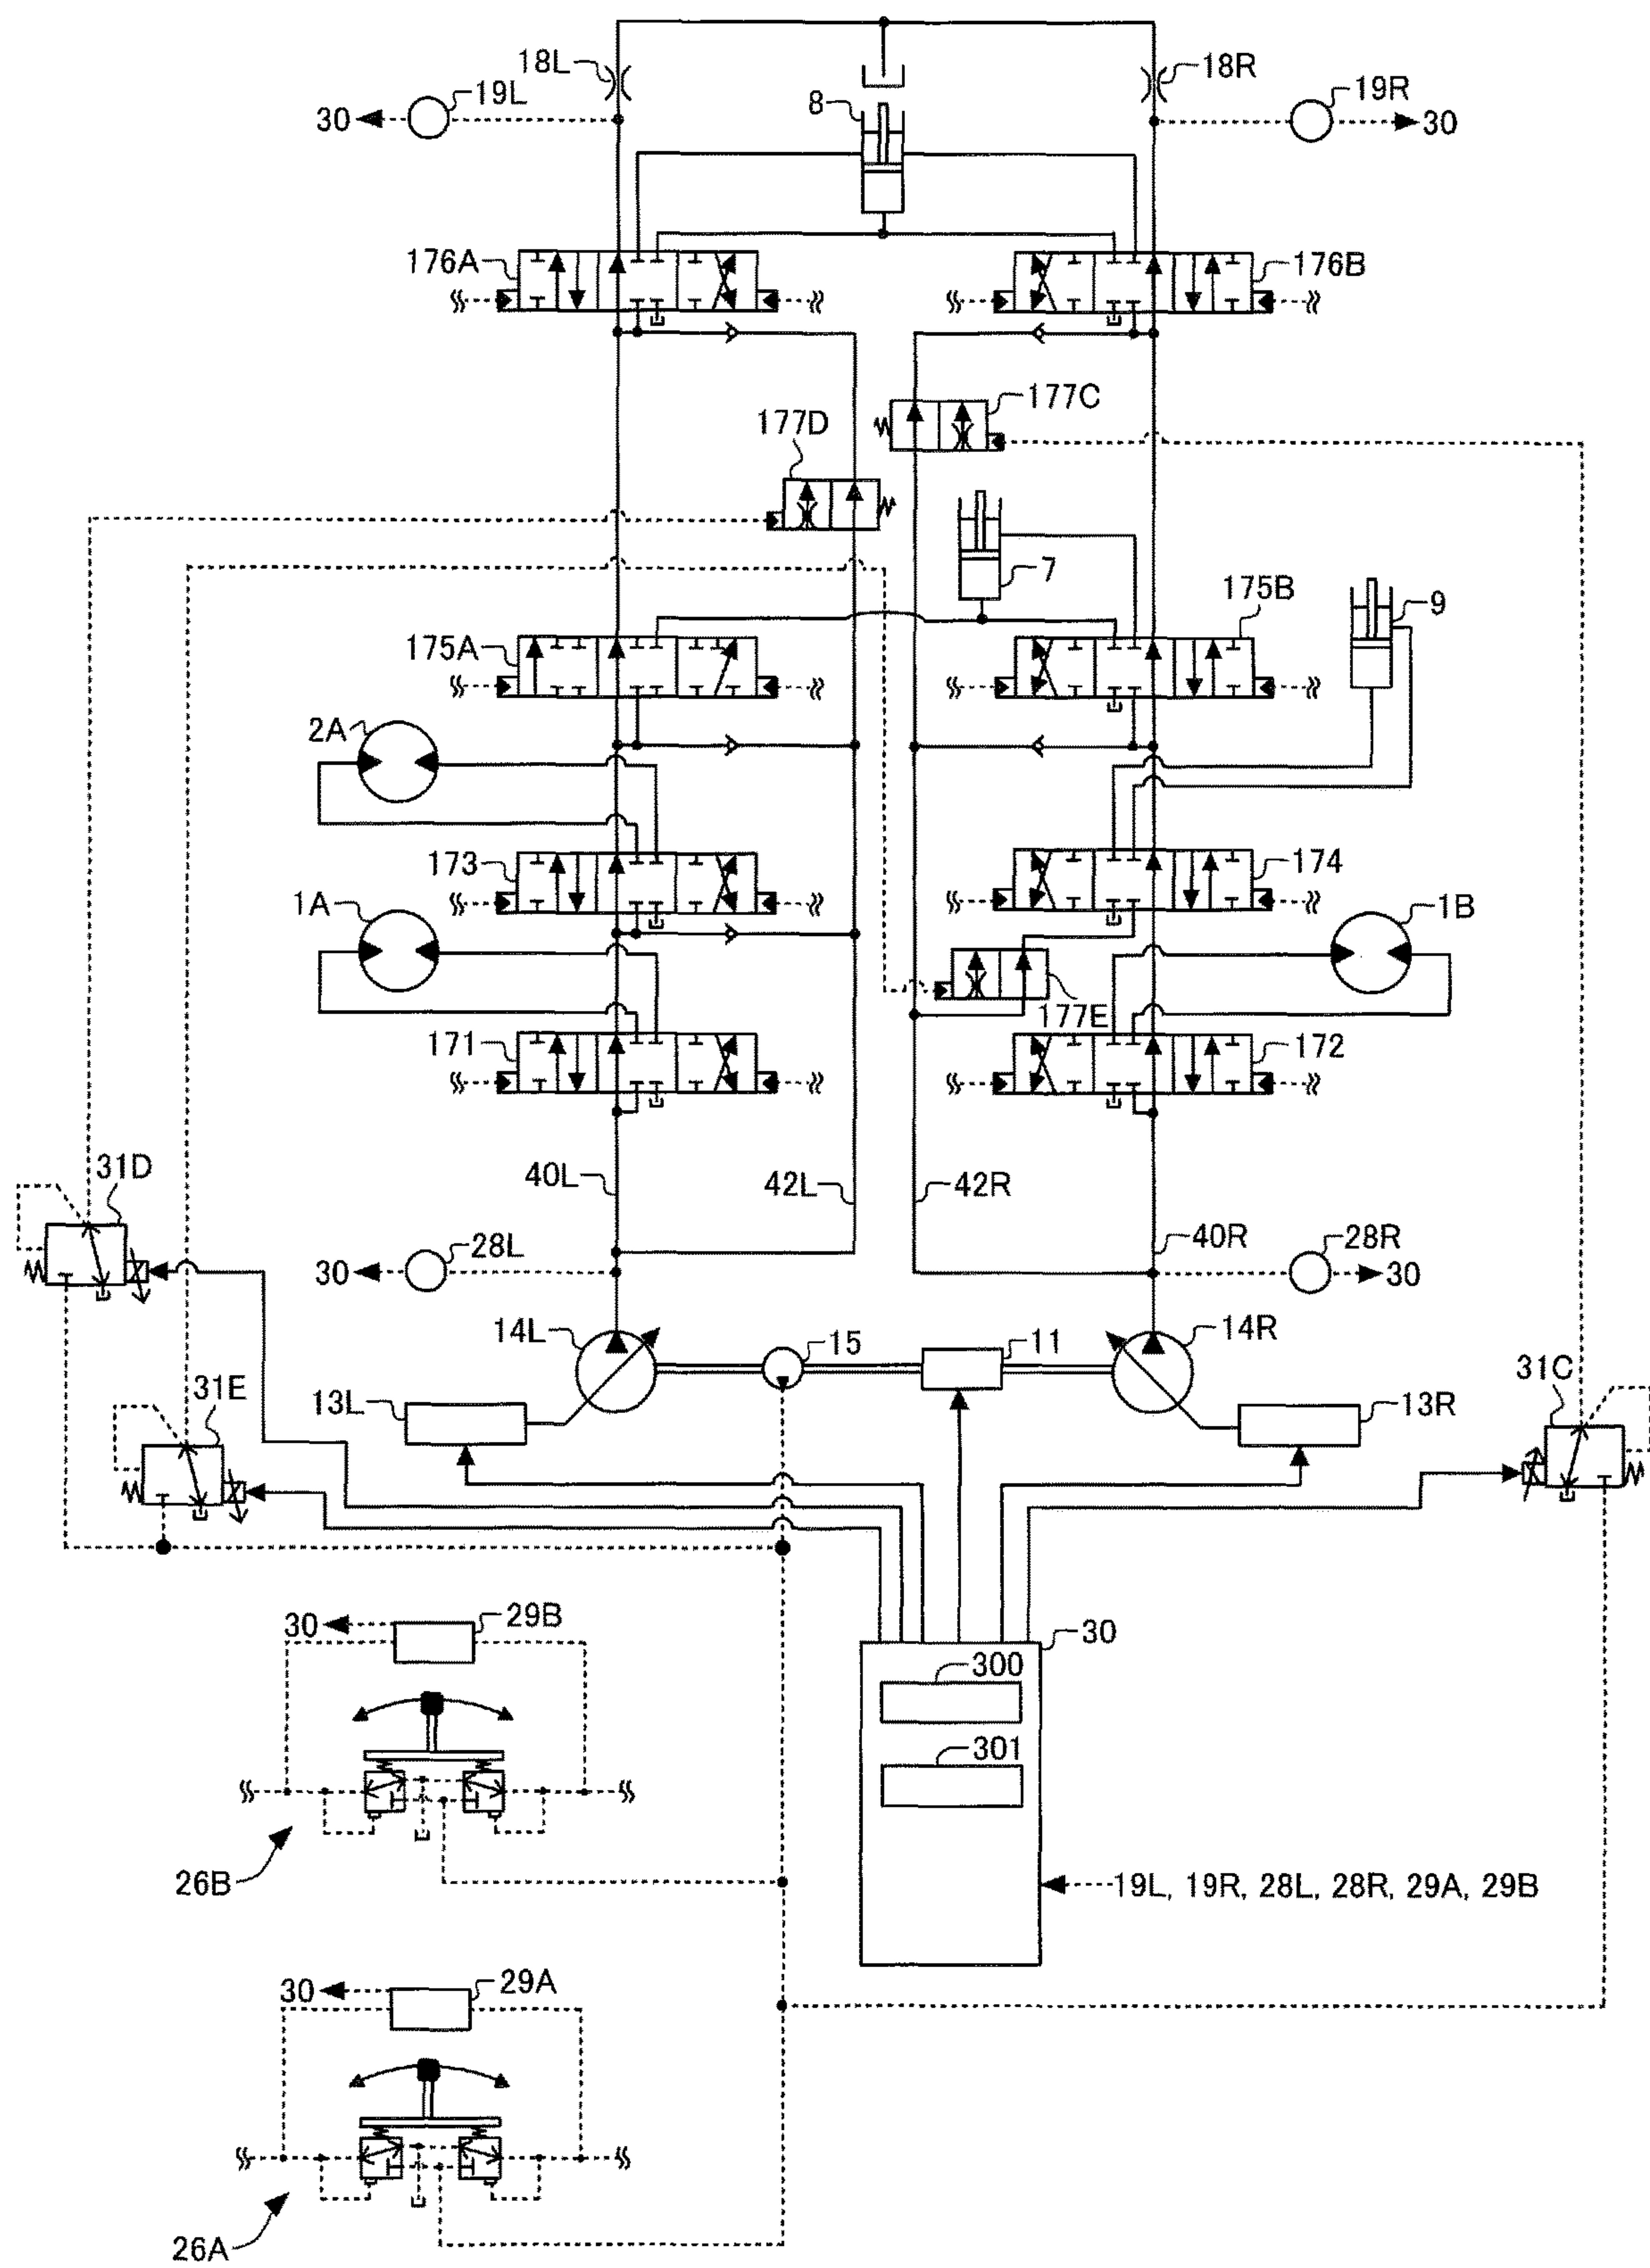 18L
18R
19L
8
19R
30
30
176A
176B
177C
177D
7
175B
9
175A
2A
173
174
1A
1B
177E
171
172
31D
40L
42L
42R
40R
28L
28R
30
30
14L
15
11
14R
31E
31C
13L
13R
30
29B
30
300
301
26B
19L, 19R, 28L, 28R, 29A, 29B
30
29A
26A